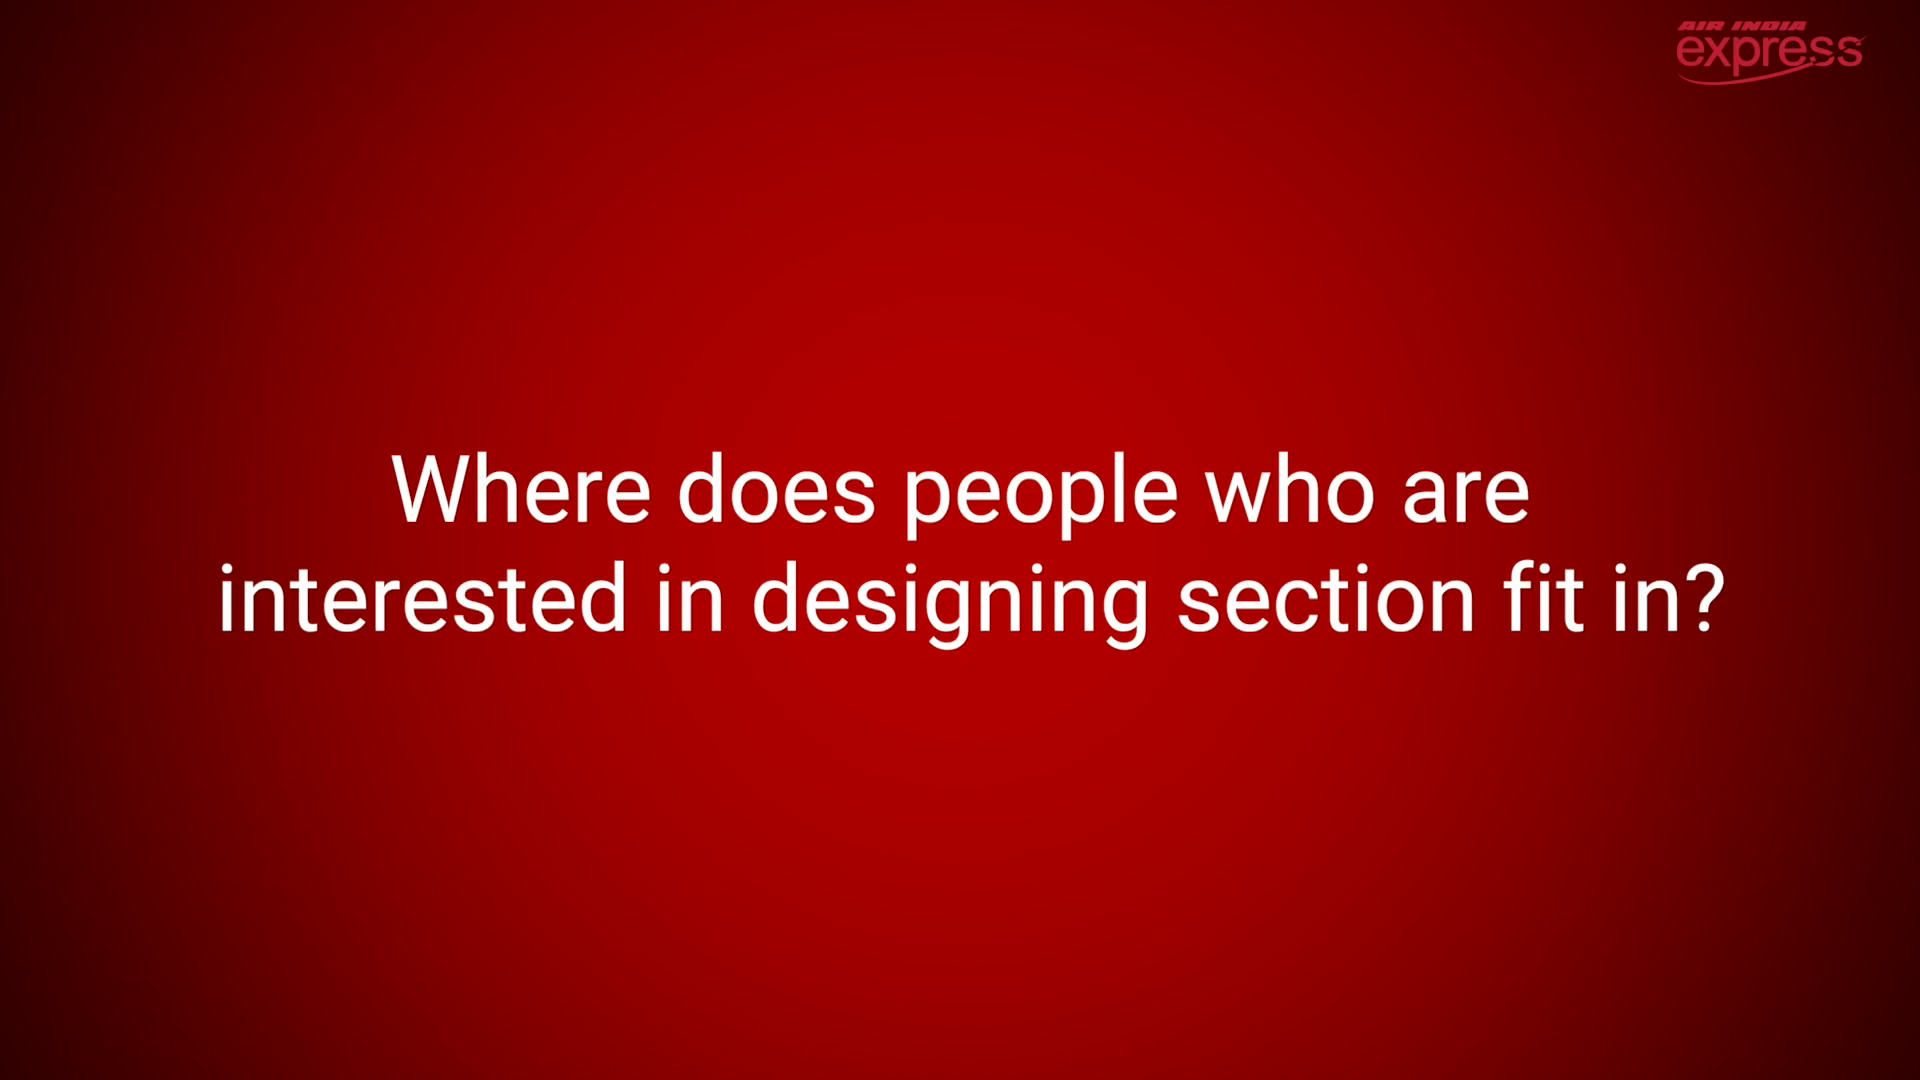 AIR INDIA
express
Where does people who are
interested in designing section fit in?